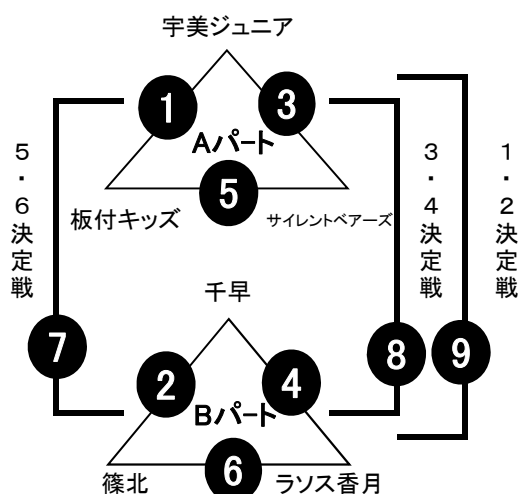 宇美ジュニア
1
3
Aパート
5
板付キッズ
サイレントベアーズ
5・6決定戦
3・4決定戦
1・2決定戦
千早
7
8
9
2
4
Bパート
6
篠北
ラソス香月